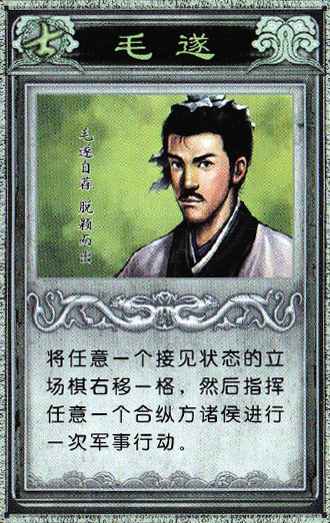 士
毛遂
毛遂自荐 脱颖而出
将任意一个接见状态的立
场棋右移一格，然后指挥
任意一个合纵方诸侯进行
一次军事行动。